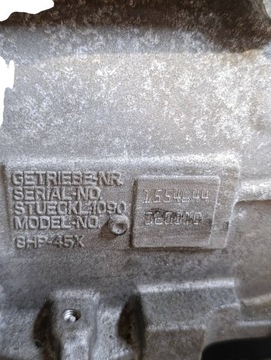 GETRIEBE-NR.
SERIAL-NO.
STUECKL.1090
MODEL-NO.
8HP-45X